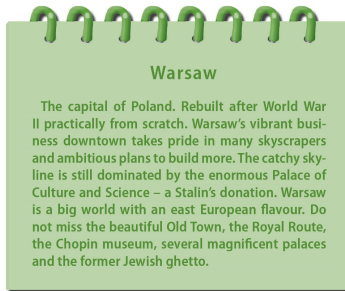 Warsaw
The capital of Poland. Rebuilt after World War
II practically from scratch. Warsaw's vibrant busi-
ness downtown takes pride in many skyscrapers
and ambitious plans to build more. The catchy sky-
line is still dominated by the enormous Palace of
Culture and Science – a Stalin's donation. Warsaw
is a big world with an east European flavour. Do
not miss the beautiful Old Town, the Royal Route,
the Chopin museum, several magnificent palaces
and the former Jewish ghetto.